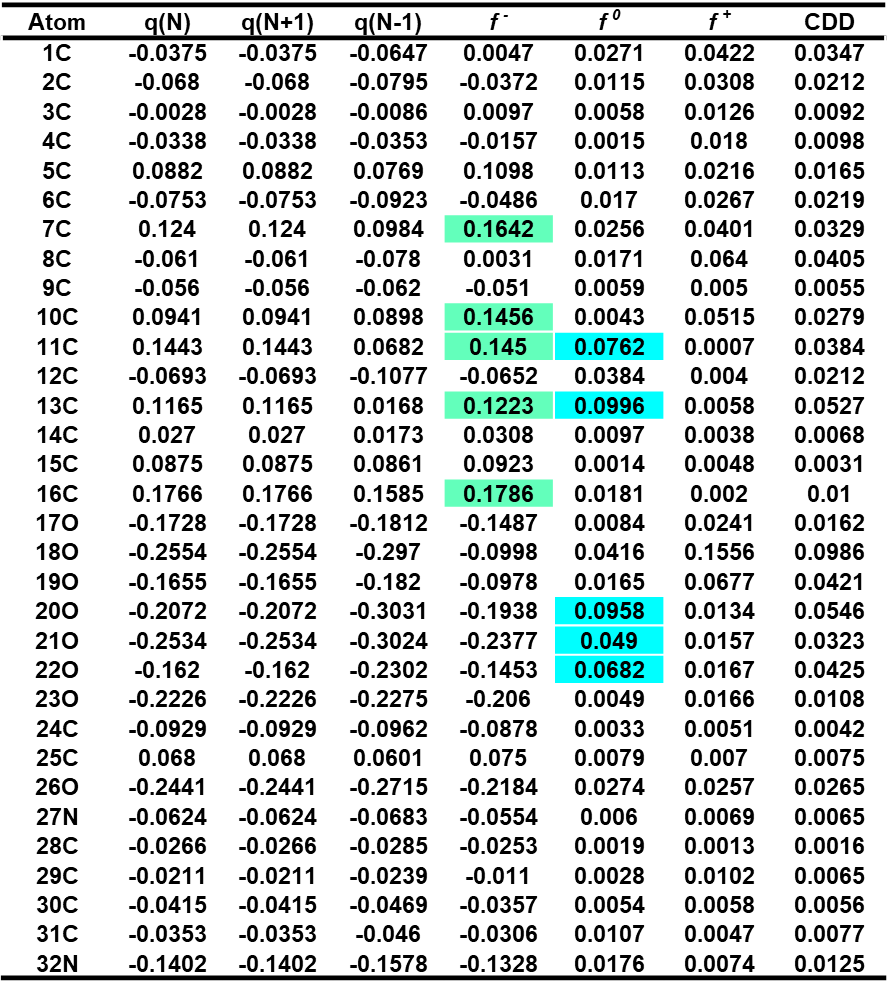 Atom q(N) q(N+1) q(N-1) f - f 0 f + CDD
1C -0.0375 -0.0375 -0.0647 0.0047 0.0271 0.0422 0.0347
2C -0.068 -0.068 -0.0795 -0.0372 0.0115 0.0308 0.0212
3C -0.0028 -0.0028 -0.0086 0.0097 0.0058 0.0126 0.0092
4C -0.0338 -0.0338 -0.0353 -0.0157 0.0015 0.018 0.0098
5C 0.0882 0.0882 0.0769 0.1098 0.0113 0.0216 0.0165
6C -0.0753 -0.0753 -0.0923 -0.0486 0.017 0.0267 0.0219
7C 0.124 0.124 0.0984 0.1642 0.0256 0.0401 0.0329
8C -0.061 -0.061 -0.078 0.0031 0.0171 0.064 0.0405
9C -0.056 -0.056 -0.062 -0.051 0.0059 0.005 0.0055
10C 0.0941 0.0941 0.0898 0.1456 0.0043 0.0515 0.0279
11C 0.1443 0.1443 0.0682 0.145 0.0762 0.0007 0.0384
12C -0.0693 -0.0693 -0.1077 -0.0652 0.0384 0.004 0.0212
13C 0.1165 0.1165 0.0168 0.1223 0.0996 0.0058 0.0527
14C 0.027 0.027 0.0173 0.0308 0.0097 0.0038 0.0068
15C 0.0875 0.0875 0.0861 0.0923 0.0014 0.0048 0.0031
16C 0.1766 0.1766 0.1585 0.1786 0.0181 0.002 0.01
17O -0.1728 -0.1728 -0.1812 -0.1487 0.0084 0.0241 0.0162
18O -0.2554 -0.2554 -0.297 -0.0998 0.0416 0.1556 0.0986
19O -0.1655 -0.1655 -0.182 -0.0978 0.0165 0.0677 0.0421
20O -0.2072 -0.2072 -0.3031 -0.1938 0.0958 0.0134 0.0546
21O -0.2534 -0.2534 -0.3024 -0.2377 0.049 0.0157 0.0323
22O -0.162 -0.162 -0.2302 -0.1453 0.0682 0.0167 0.0425
23O -0.2226 -0.2226 -0.2275 -0.206 0.0049 0.0166 0.0108
24C -0.0929 -0.0929 -0.0962 -0.0878 0.0033 0.0051 0.0042
25C 0.068 0.068 0.0601 0.075 0.0079 0.007 0.0075
26O -0.2441 -0.2441 -0.2715 -0.2184 0.0274 0.0257 0.0265
27N -0.0624 -0.0624 -0.0683 -0.0554 0.006 0.0069 0.0065
28C -0.0266 -0.0266 -0.0285 -0.0253 0.0019 0.0013 0.0016
29C -0.0211 -0.0211 -0.0239 -0.011 0.0028 0.0102 0.0065
30C -0.0415 -0.0415 -0.0469 -0.0357 0.0054 0.0058 0.0056
31C -0.0353 -0.0353 -0.046 -0.0306 0.0107 0.0047 0.0077
32N -0.1402 -0.1402 -0.1578 -0.1328 0.0176 0.0074 0.0125